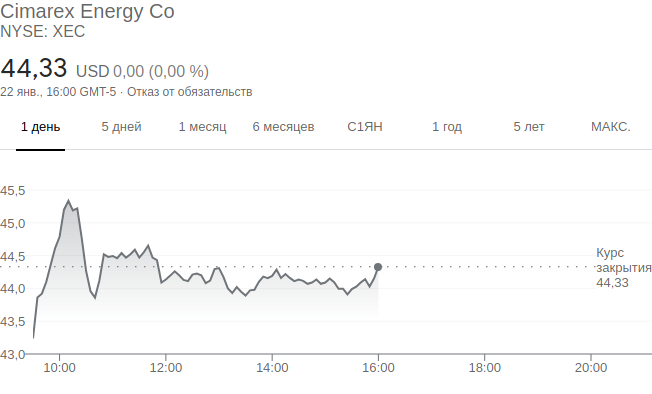 Cimarex Energy Co
NYSE: XEC
44,33 USD 0,00 (0,00 %)
22 янв., 16:00 GMT-5 · Отказ от обязательств
1 день 5 дней 1 месяц 6 месяцев С1ЯН 1 год 5 лет МАКС.
45,5
45,0
44,5
44,0
43,5
43,0
Курс
закрытия
44,33
10:00 12:00 14:00 16:00 18:00 20:00